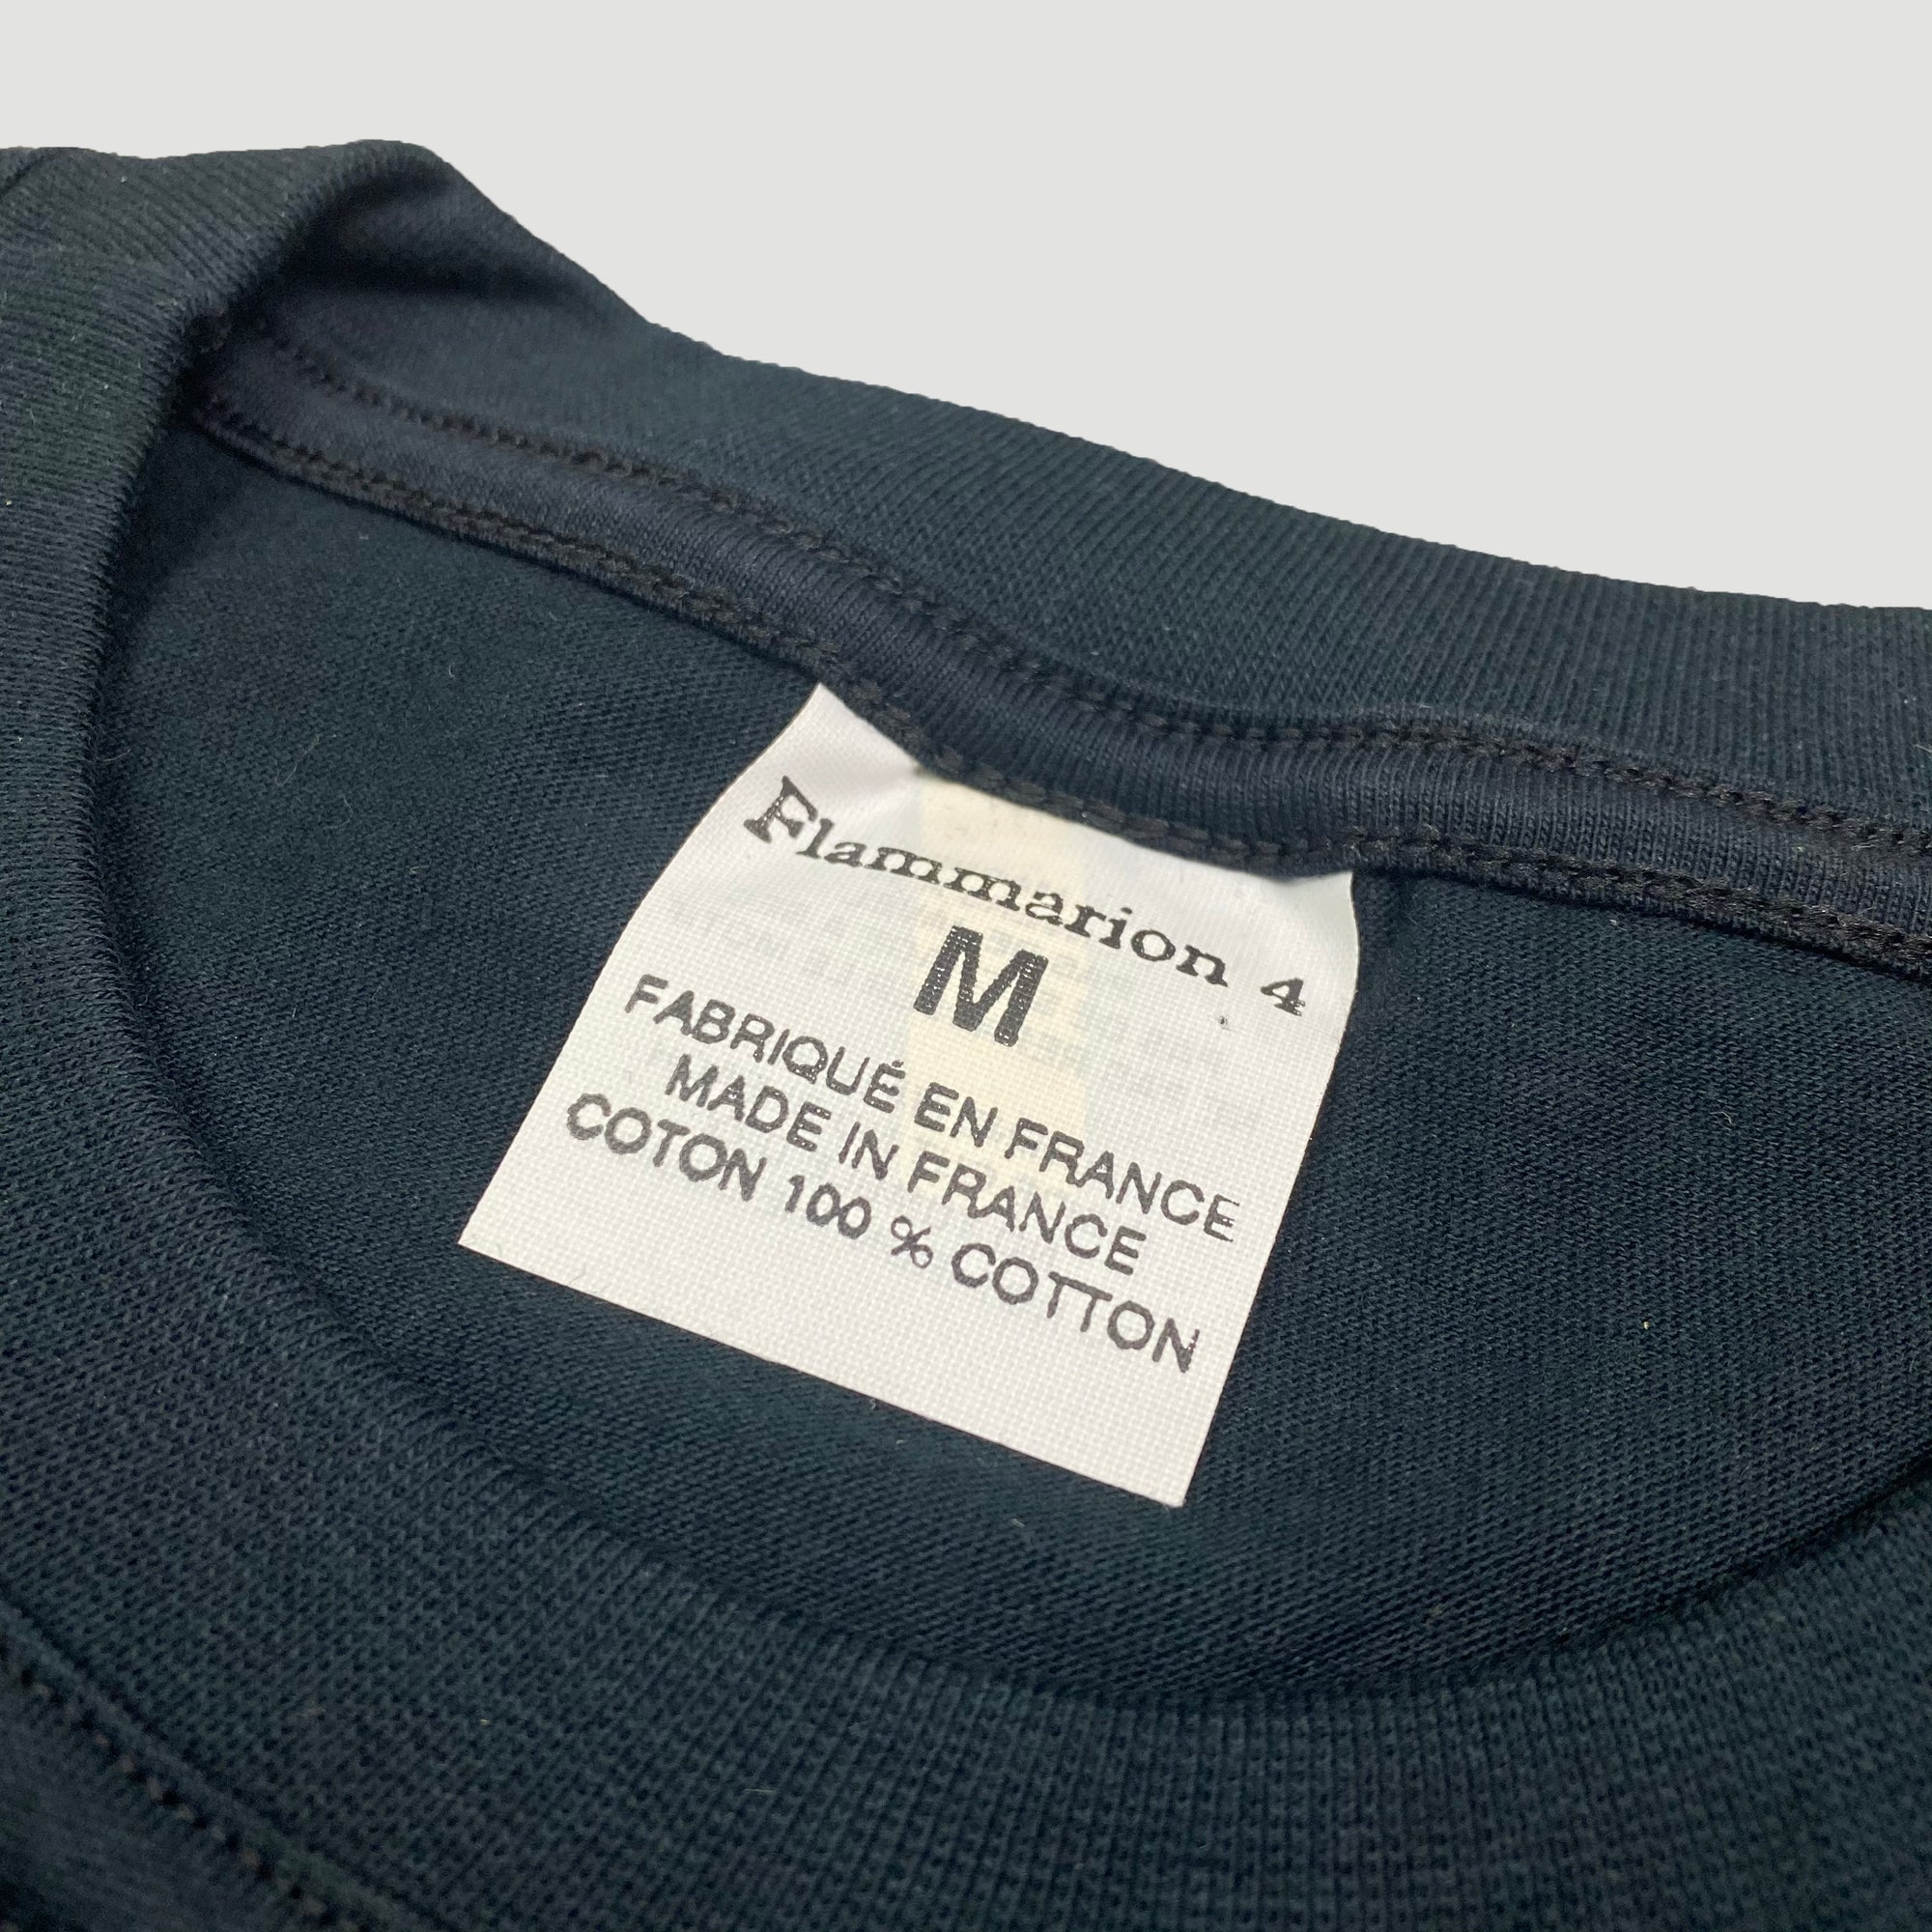 Flammarion 4
M
FABRIQUÉ EN FRANCE
MADE IN FRANCE
COTON 100 % COTTON